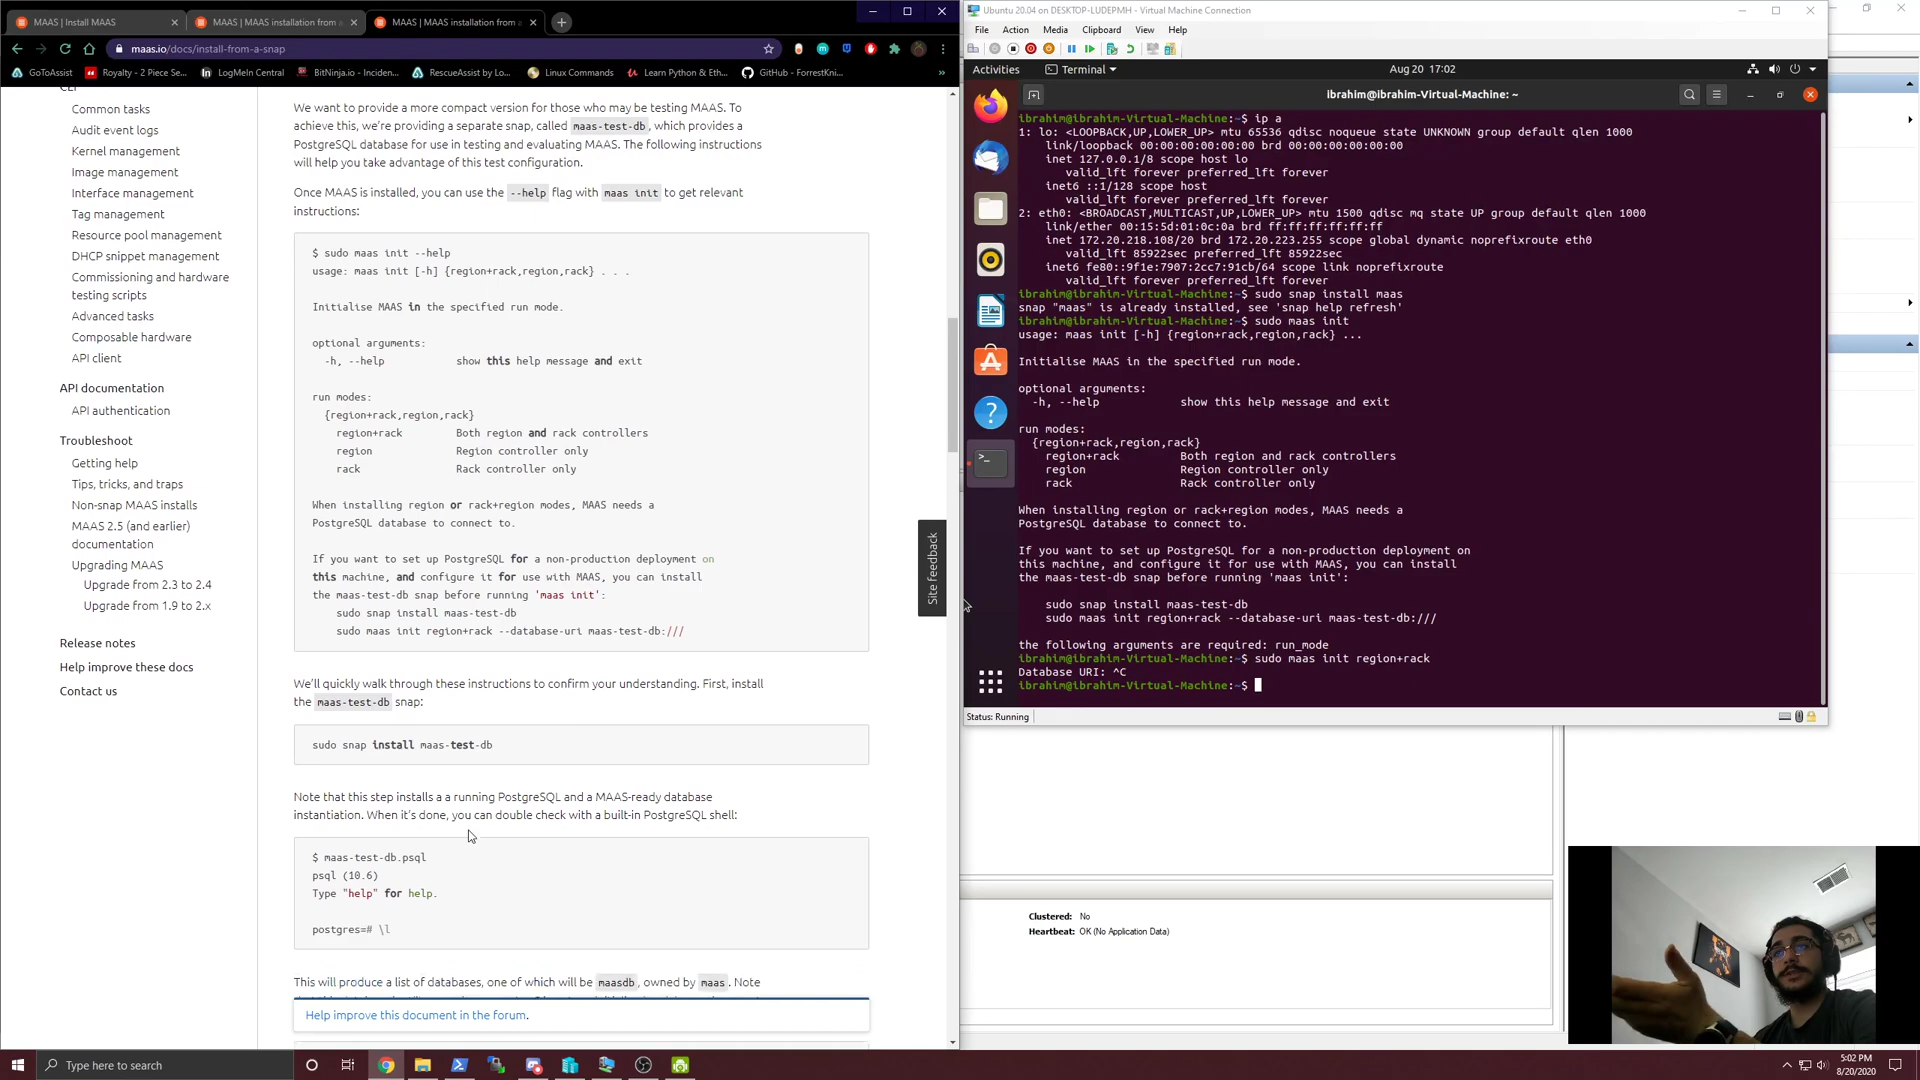 MAAS | Install MAAS
MAAS | MAAS installation from a
MAAS | MAAS installation from a
maas.io/docs/install-from-a-snap
GoToAssist
Royalty - 2 Piece Se...
LogMeIn Central
BitNinja.io - Inciden...
RescueAssist by Lo...
Linux Commands
Learn Python & Eth...
GitHub - ForrestKni...
»
CLI
Common tasks
Audit event logs
Kernel management
Image management
Interface management
Tag management
Resource pool management
DHCP snippet management
Commissioning and hardware
testing scripts
Advanced tasks
Composable hardware
API client
API documentation
API authentication
Troubleshoot
Getting help
Tips, tricks, and traps
Non-snap MAAS installs
MAAS 2.5 (and earlier)
documentation
Upgrading MAAS
Upgrade from 2.3 to 2.4
Upgrade from 1.9 to 2.x
Release notes
Help improve these docs
Contact us
We want to provide a more compact version for those who may be testing MAAS. To
achieve this, we're providing a separate snap, called maas-test-db, which provides a
PostgreSQL database for use in testing and evaluating MAAS. The following instructions
will help you take advantage of this test configuration.
Once MAAS is installed, you can use the --help flag with maas init to get relevant
instructions:
$ sudo maas init --help
usage: maas init [-h] {region+rack,region,rack} . . .
Initialise MAAS in the specified run mode.
optional arguments:
-h, --help show this help message and exit
run modes:
{region+rack,region,rack}
region+rack Both region and rack controllers
region Region controller only
rack Rack controller only
When installing region or rack+region modes, MAAS needs a
PostgreSQL database to connect to.
If you want to set up PostgreSQL for a non-production deployment on
this machine, and configure it for use with MAAS, you can install
the maas-test-db snap before running 'maas init':
sudo snap install maas-test-db
sudo maas init region+rack --database-uri maas-test-db:///
We'll quickly walk through these instructions to confirm your understanding. First, install
the maas-test-db snap:
sudo snap install maas-test-db
Note that this step installs a a running PostgreSQL and a MAAS-ready database
instantiation. When it's done, you can double check with a built-in PostgreSQL shell:
$ maas-test-db.psql
psql (10.6)
Type "help" for help.
postgres=# \l
This will produce a list of databases, one of which will be maasdb, owned by maas. Note
Help improve this document in the forum.
Site feedback
Ubuntu 20.04 on DESKTOP-LUDEPMH - Virtual Machine Connection
File Action Media Clipboard View Help
Activities Terminal Aug 20 17:02
ibrahim@ibrahim-Virtual-Machine: ~
ibrahim@ibrahim-Virtual-Machine:~$ ip a
1: lo: <LOOPBACK,UP,LOWER_UP> mtu 65536 qdisc noqueue state UNKNOWN group default qlen 1000
link/loopback 00:00:00:00:00:00 brd 00:00:00:00:00:00
inet 127.0.0.1/8 scope host lo
valid_lft forever preferred_lft forever
inet6 ::1/128 scope host
valid_lft forever preferred_lft forever
2: eth0: <BROADCAST,MULTICAST,UP,LOWER_UP> mtu 1500 qdisc mq state UP group default qlen 1000
link/ether 00:15:5d:01:0c:0a brd ff:ff:ff:ff:ff:ff
inet 172.20.218.108/20 brd 172.20.223.255 scope global dynamic noprefixroute eth0
valid_lft 85922sec preferred_lft 85922sec
inet6 fe80::9f1e:7907:2cc7:91cb/64 scope link noprefixroute
valid_lft forever preferred_lft forever
ibrahim@ibrahim-Virtual-Machine:~$ sudo snap install maas
snap "maas" is already installed, see 'snap help refresh'
ibrahim@ibrahim-Virtual-Machine:~$ sudo maas init
usage: maas init [-h] {region+rack,region,rack} ...
Initialise MAAS in the specified run mode.
optional arguments:
-h, --help show this help message and exit
run modes:
{region+rack,region,rack}
region+rack Both region and rack controllers
region Region controller only
rack Rack controller only
When installing region or rack+region modes, MAAS needs a
PostgreSQL database to connect to.
If you want to set up PostgreSQL for a non-production deployment on
this machine, and configure it for use with MAAS, you can install
the maas-test-db snap before running 'maas init':
sudo snap install maas-test-db
sudo maas init region+rack --database-uri maas-test-db:///
the following arguments are required: run_mode
ibrahim@ibrahim-Virtual-Machine:~$ sudo maas init region+rack
Database URI: ^C
ibrahim@ibrahim-Virtual-Machine:~$
Status: Running
Clustered: No
Heartbeat: OK (No Application Data)
Type here to search
5:02 PM
8/20/2020